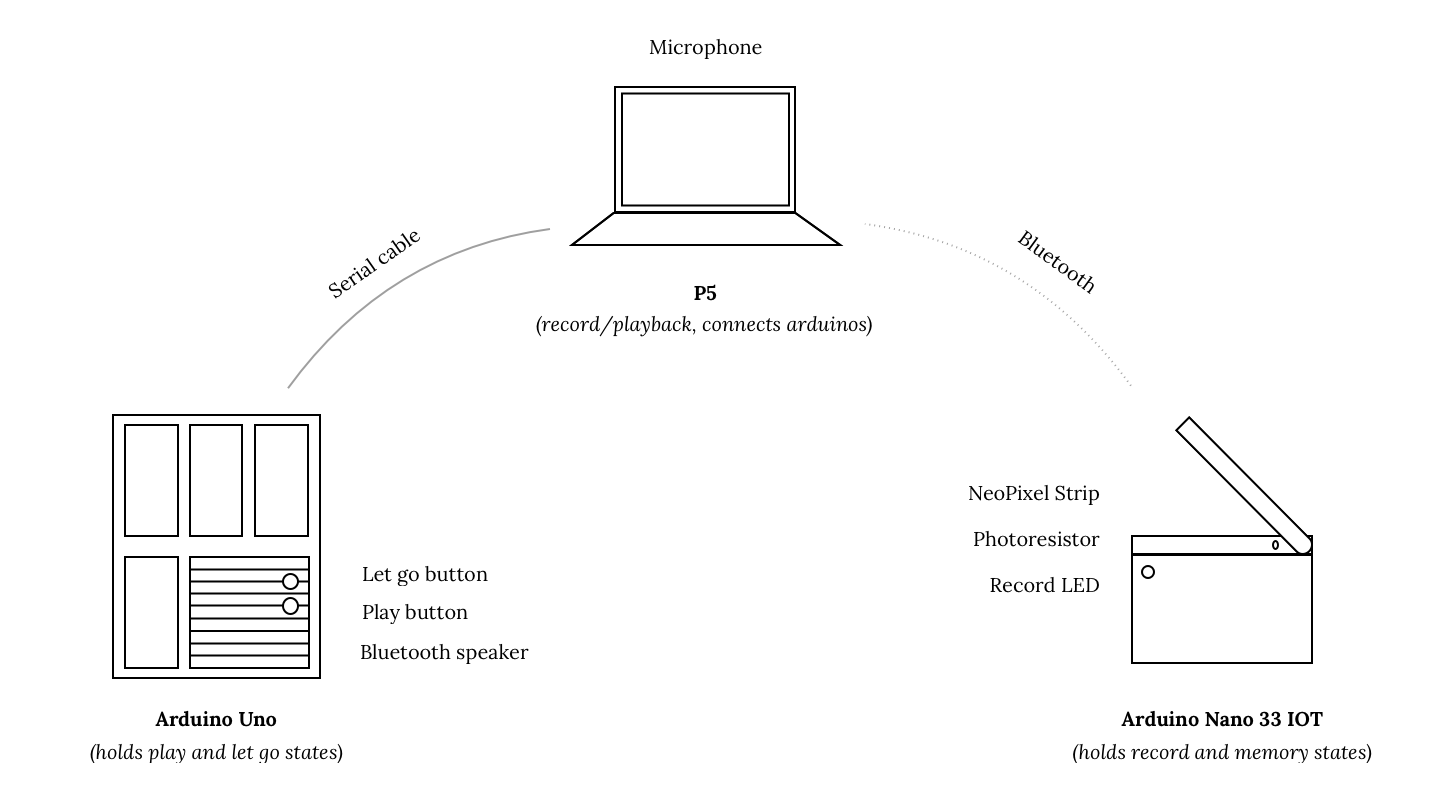 Microphone
Serial cable
Bluetooth
P5
(record/playback, connects arduinos)
Let go button
Play button
Bluetooth speaker
NeoPixel Strip
Photoresistor
Record LED
Arduino Uno
(holds play and let go states)
Arduino Nano 33 IOT
(holds record and memory states)